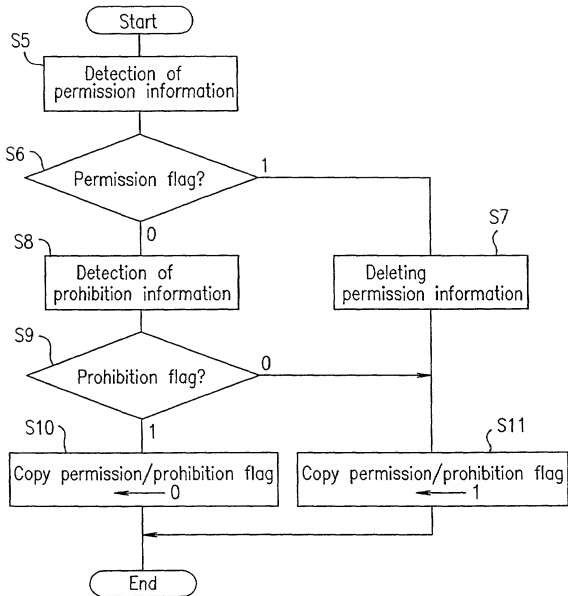 Start
S5
Detection of
permission information
S6
Permission flag?
1
0
S8
Detection of
prohibition information
S7
Deleting
permission information
S9
Prohibition flag?
0
1
S10
Copy permission/prohibition flag
← 0
S11
Copy permission/prohibition flag
← 1
End